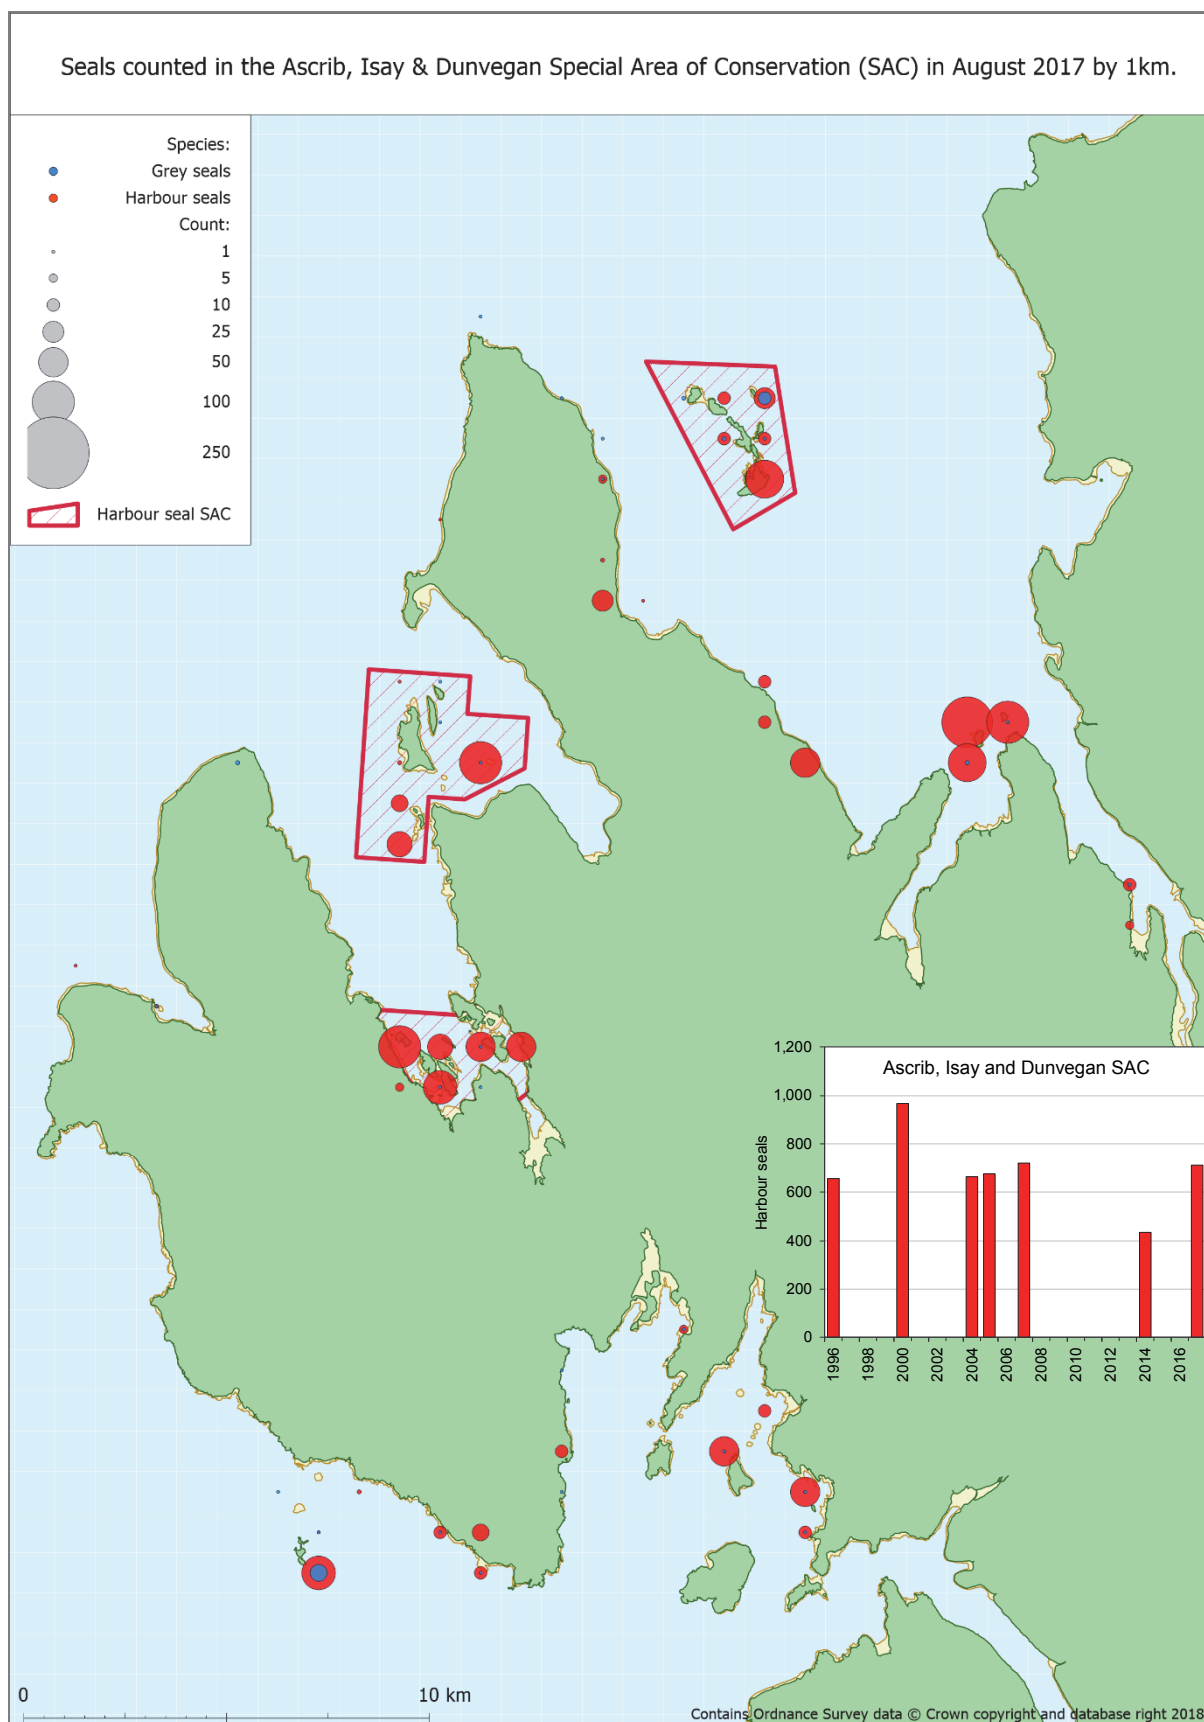 Seals counted in the Ascrib, Isay & Dunvegan Special Area of Conservation (SAC) in August 2017 by 1km.
Species:
Grey seals
Harbour seals
Count:
1
5
10
25
50
100
250
Harbour seal SAC
Ascrib, Isay and Dunvegan SAC
Harbour seals
1,200
1,000
800
600
400
200
0
1996
1998
2000
2002
2004
2006
2008
2010
2012
2014
2016
0 10 km
Contains Ordnance Survey data © Crown copyright and database right 2018